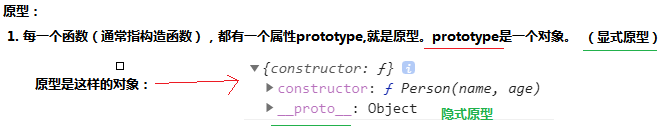 原型：
1. 每一个函数（通常指构造函数），都有一个属性prototype,就是原型。prototype是一个对象。 （显式原型）
原型是这样的对象：
{constructor: ƒ} i
constructor: ƒ Person(name, age)
__proto__: Object
隐式原型